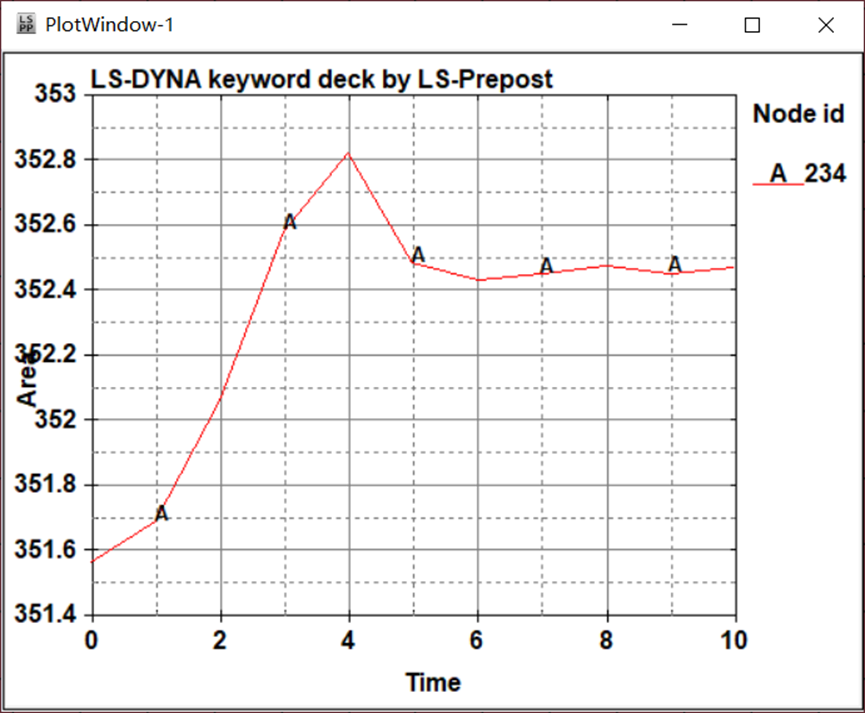 LS
PP
PlotWindow-1
LS-DYNA keyword deck by LS-Prepost
353
352.8
352.6
352.4
352.2
352
351.8
351.6
351.4
Area
0 2 4 6 8 10
Time
A A A A A
Node id
A 234